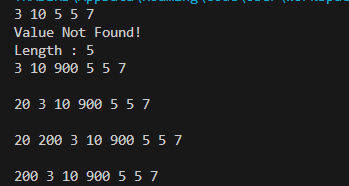 3 10 5 5 7
Value Not Found!
Length : 5
3 10 900 5 5 7
20 3 10 900 5 5 7
20 200 3 10 900 5 5 7
200 3 10 900 5 5 7